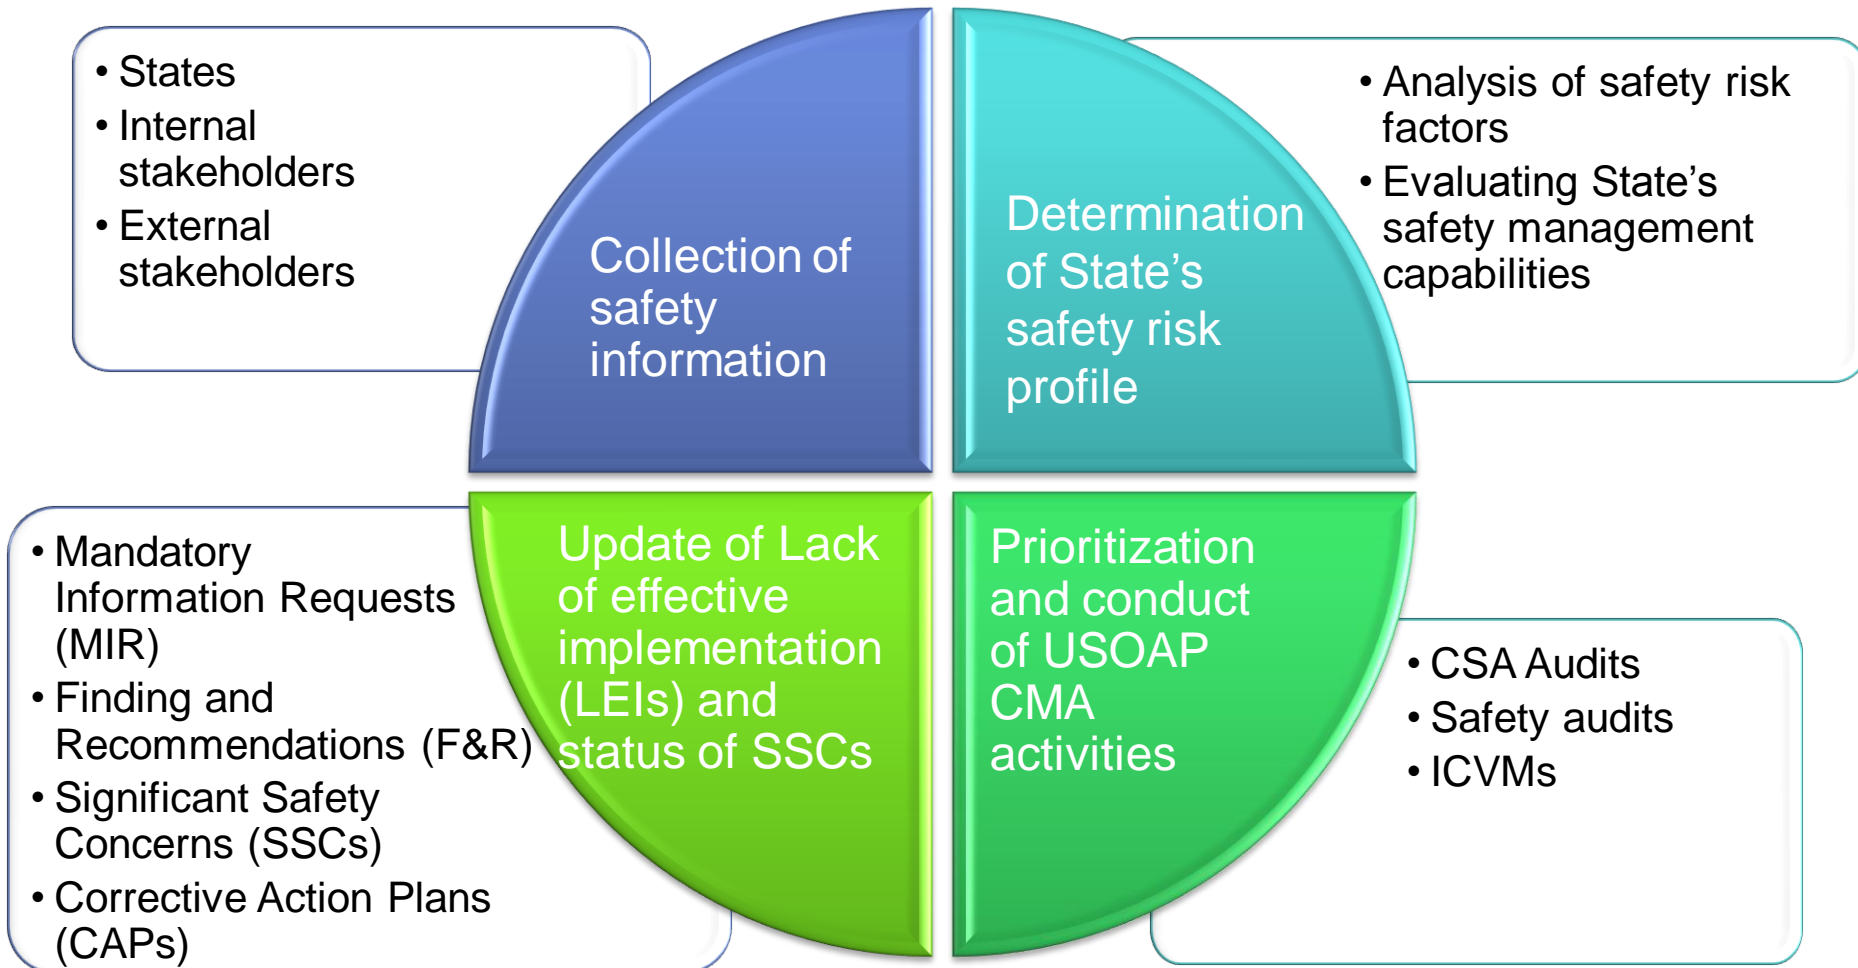 • States
• Internal
stakeholders
• External
stakeholders
Collection of
safety
information
Determination
of State’s
safety risk
profile
• Analysis of safety risk
factors
• Evaluating State’s
safety management
capabilities
• Mandatory
Information Requests
(MIR)
• Finding and
Recommendations (F&R)
• Significant Safety
Concerns (SSCs)
• Corrective Action Plans
(CAPs)
Update of Lack
of effective
implementation
(LEIs) and
status of SSCs
Prioritization
and conduct
of USOAP
CMA
activities
• CSA Audits
• Safety audits
• ICVMs